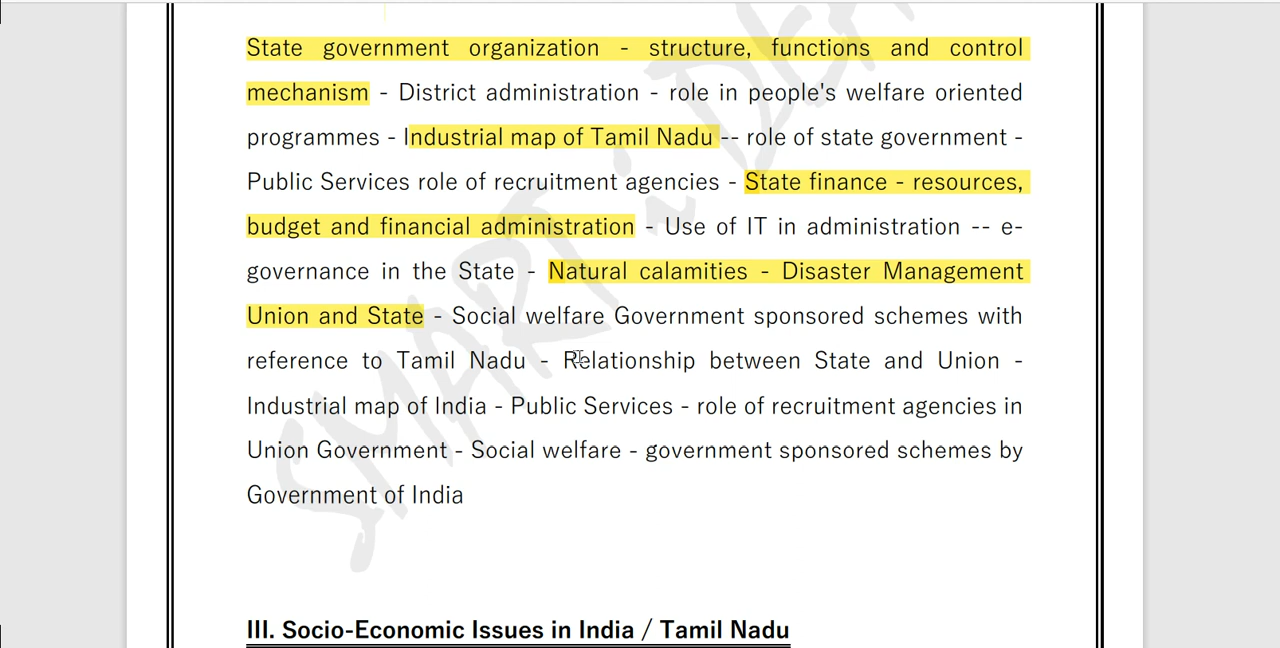 State government organization - structure, functions and control
mechanism - District administration - role in people's welfare oriented
programmes - Industrial map of Tamil Nadu -- role of state government -
Public Services role of recruitment agencies - State finance - resources,
budget and financial administration - Use of IT in administration -- e-
governance in the State - Natural calamities - Disaster Management
Union and State - Social welfare Government sponsored schemes with
reference to Tamil Nadu - Relationship between State and Union -
Industrial map of India - Public Services - role of recruitment agencies in
Union Government - Social welfare - government sponsored schemes by
Government of India
III. Socio-Economic Issues in India / Tamil Nadu
SMART i